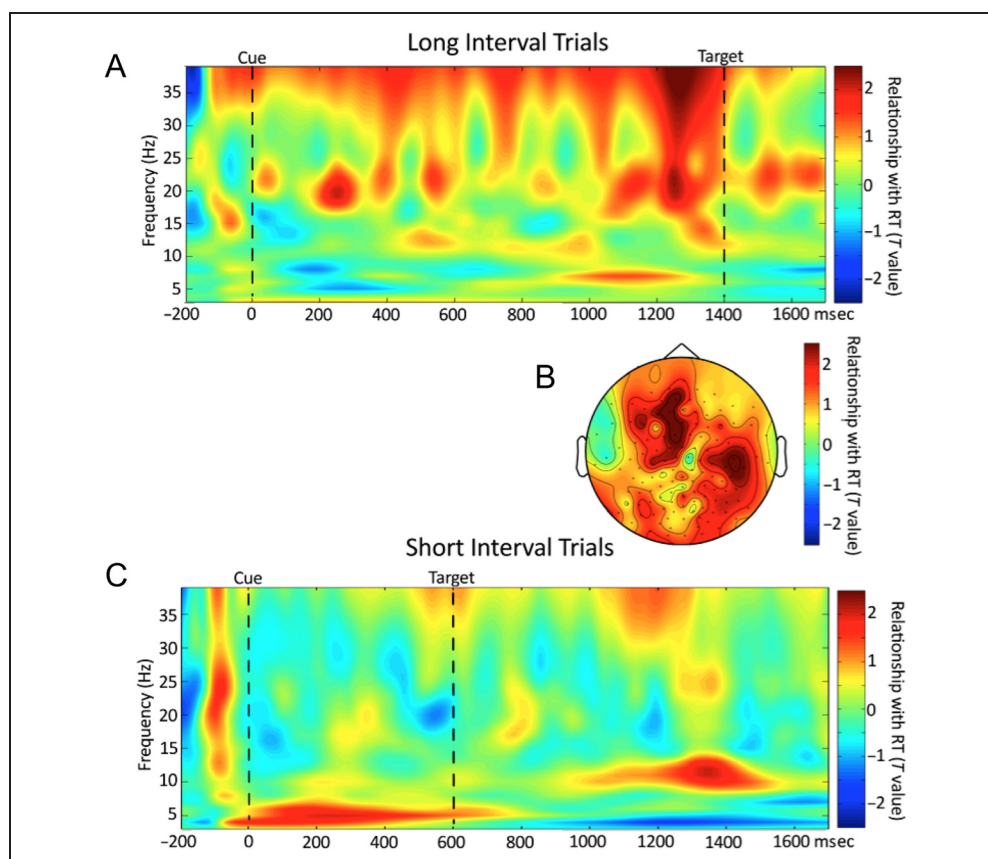 A
Long Interval Trials
Cue
Target
Frequency (Hz)
35
30
25
20
15
10
5
−200
0
200
400
600
800
1000
1200
1400
1600 msec
2
1
0
−1
−2
Relationship with RT (T value)
B
2
1
0
−1
−2
Relationship with RT (T value)
Short Interval Trials
C
Cue
Target
Frequency (Hz)
35
30
25
20
15
10
5
−200
0
200
400
600
800
1000
1200
1400
1600 msec
2
1
0
−1
−2
Relationship with RT (T value)